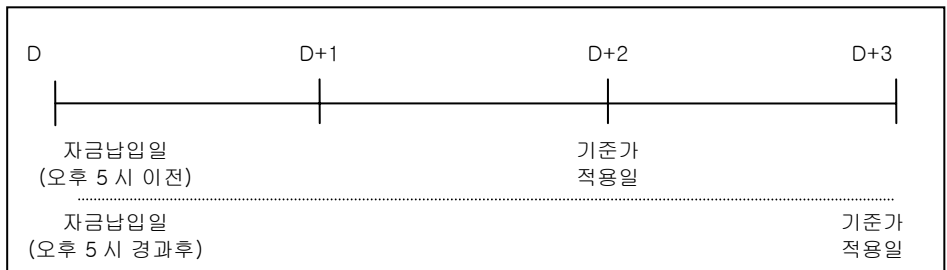 D D+1 D+2 D+3
자금납입일 기준가
(오후 5 시 이전) 적용일
자금납입일 기준가
(오후 5 시 경과후) 적용일